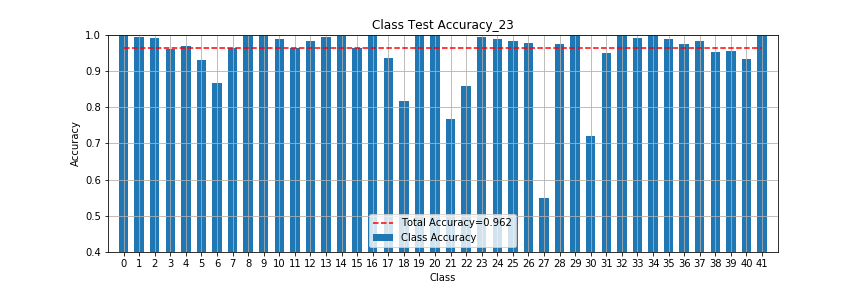 Class Test Accuracy_23
1.0
0.9
0.8
0.7
0.6
0.5
0.4
Accuracy
Total Accuracy=0.962
Class Accuracy
0 1 2 3 4 5 6 7 8 9 10 11 12 13 14 15 16 17 18 19 20 21 22 23 24 25 26 27 28 29 30 31 32 33 34 35 36 37 38 39 40 41
Class